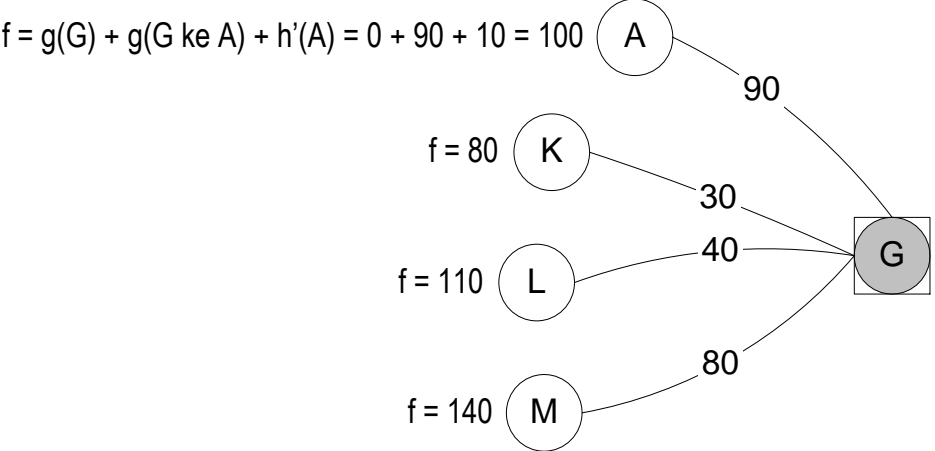 f = g(G) + g(G ke A) + h’(A) = 0 + 90 + 10 = 100 A
90
f = 80 K
30
G
40
f = 110 L
80
f = 140 M